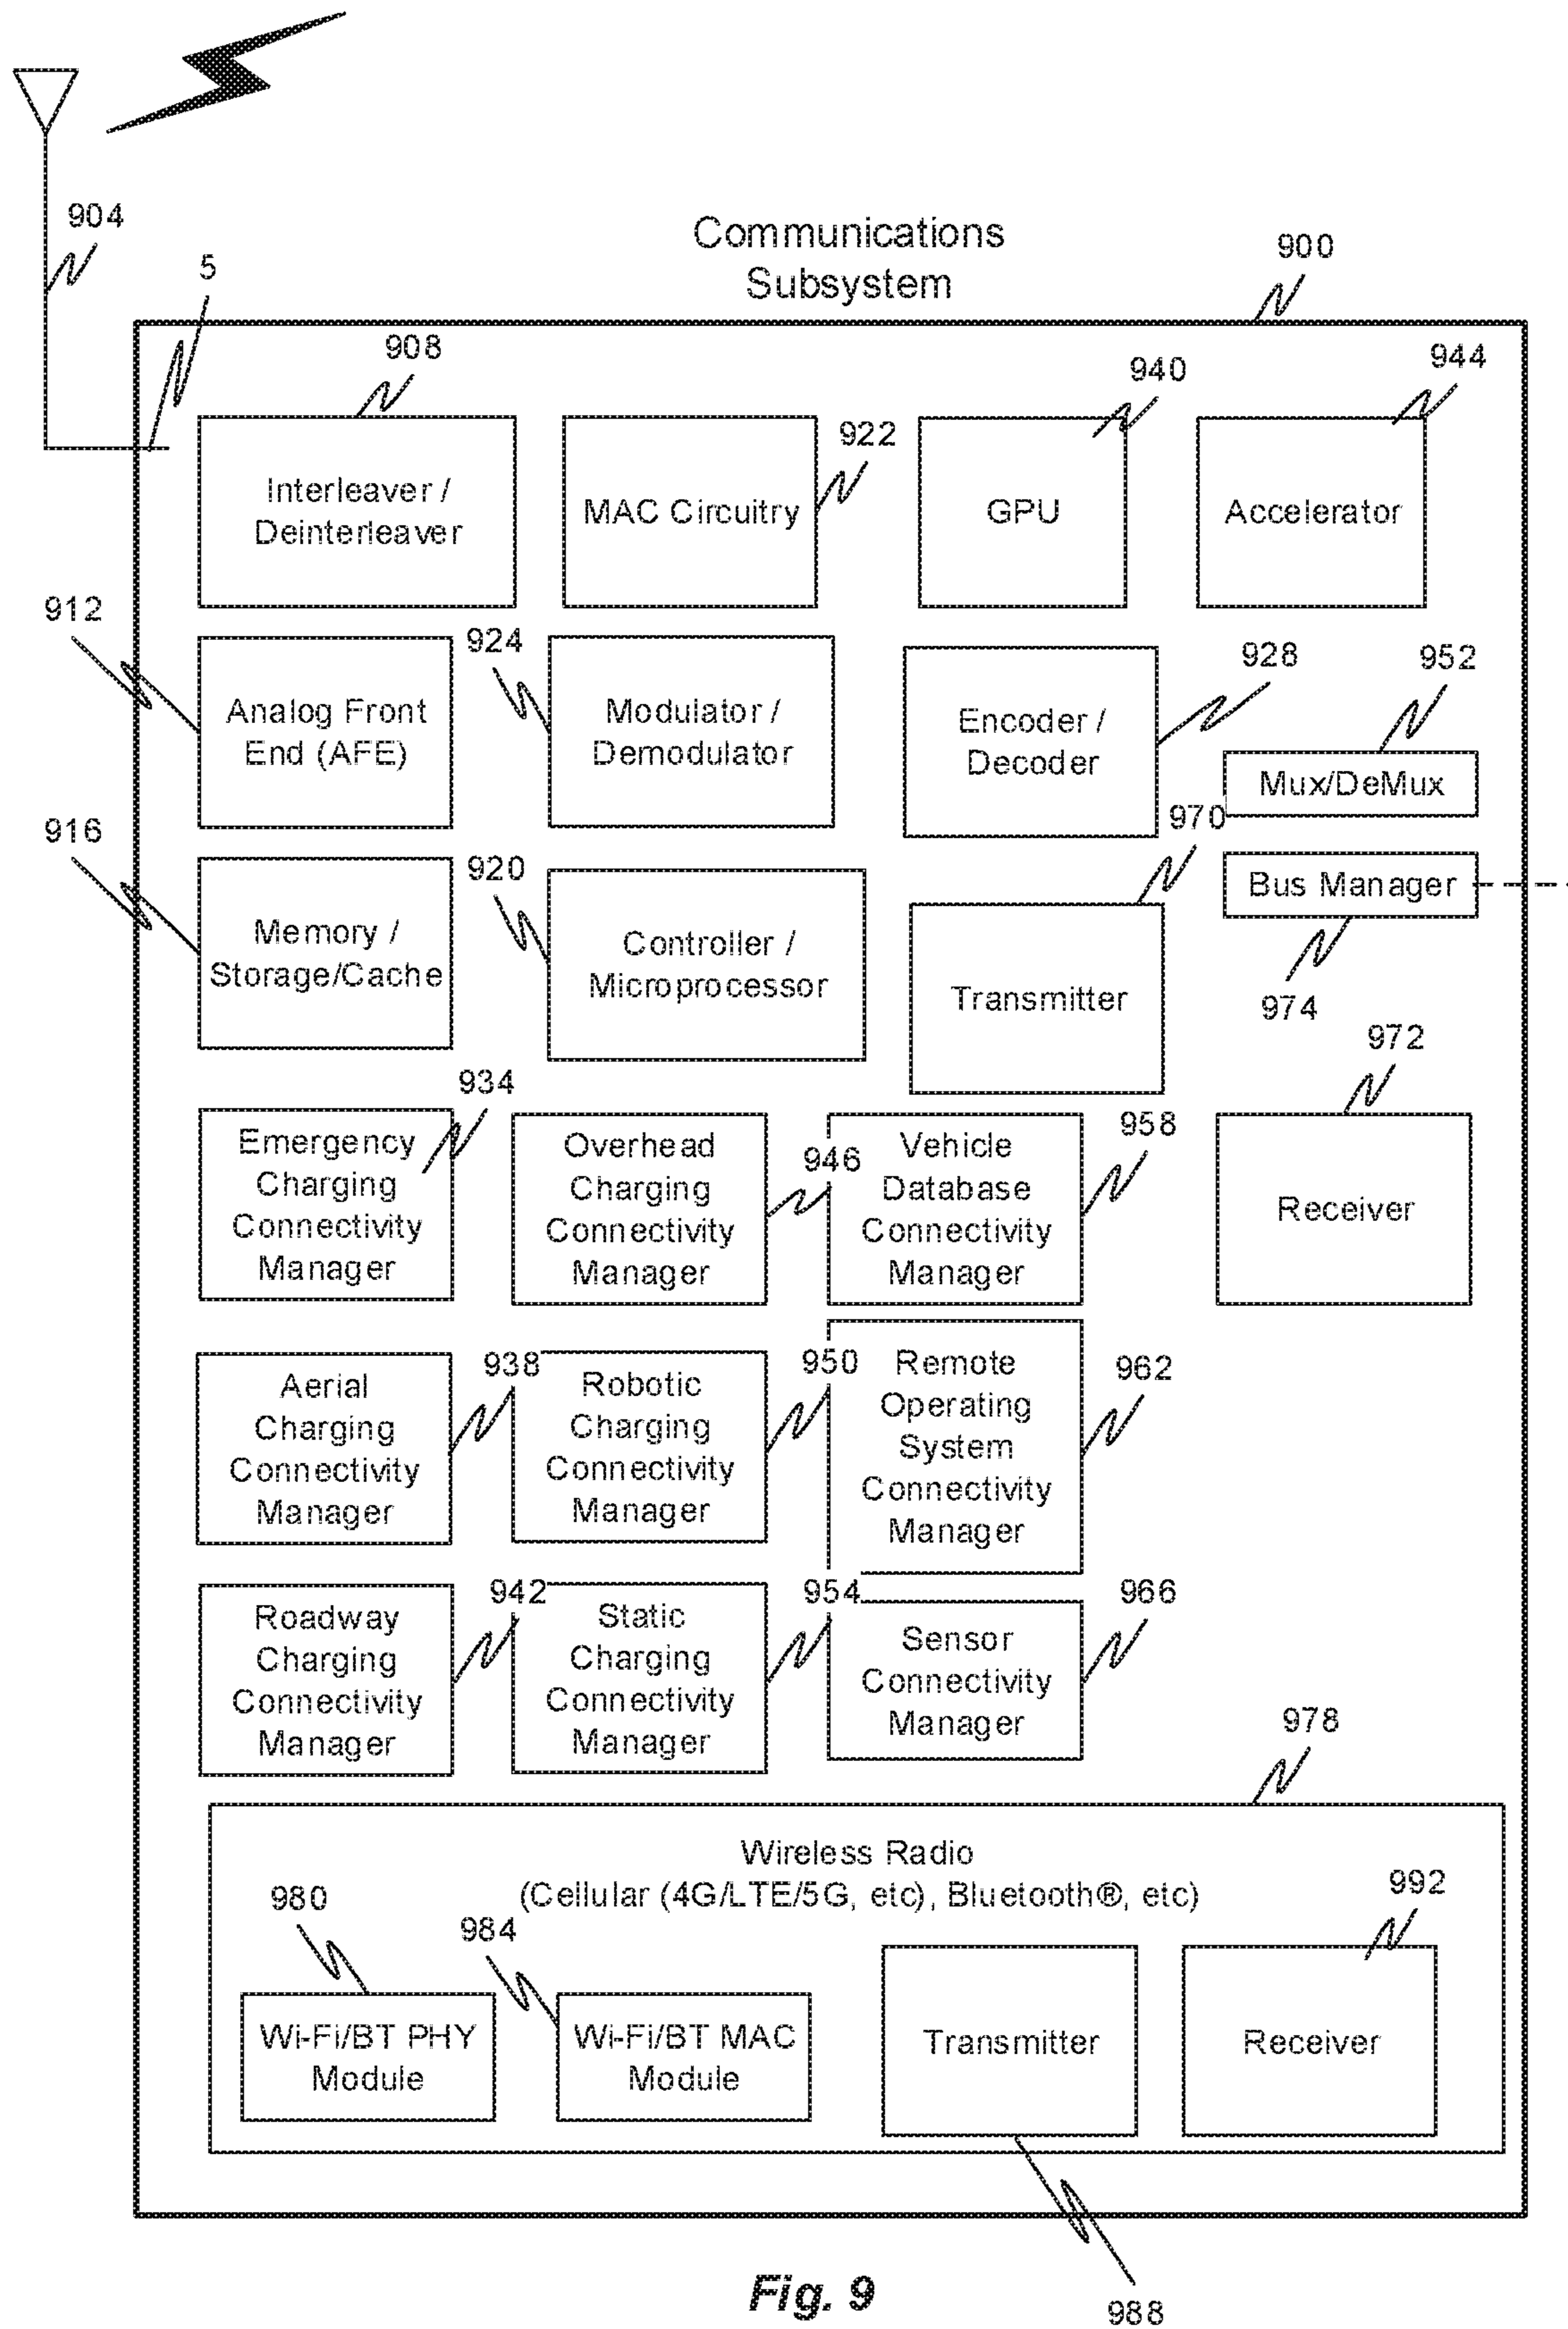 904
5
Communications
Subsystem
900
908
940
944
922
Interleaver /
Deinterleaver
MAC Circuitry
GPU
Accelerator
912
924
928
952
Analog Front
End (AFE)
Modulator /
Demodulator
Encoder /
Decoder
Mux/DeMux
970
916
920
Bus Manager
Memory /
Storage/Cache
Controller /
Microprocessor
Transmitter
974
972
934
Emergency
Charging
Connectivity
Manager
Overhead
Charging
Connectivity
Manager
946
Vehicle
Database
Connectivity
Manager
958
Receiver
Aerial
Charging
Connectivity
Manager
938
Robotic
Charging
Connectivity
Manager
950
Remote
Operating
System
Connectivity
Manager
962
Roadway
Charging
Connectivity
Manager
942
Static
Charging
Connectivity
Manager
954
Sensor
Connectivity
Manager
966
978
Wireless Radio
(Cellular (4G/LTE/5G, etc), Bluetooth®, etc)
980
984
992
Wi-Fi/BT PHY
Module
Wi-Fi/BT MAC
Module
Transmitter
Receiver
988
Fig. 9